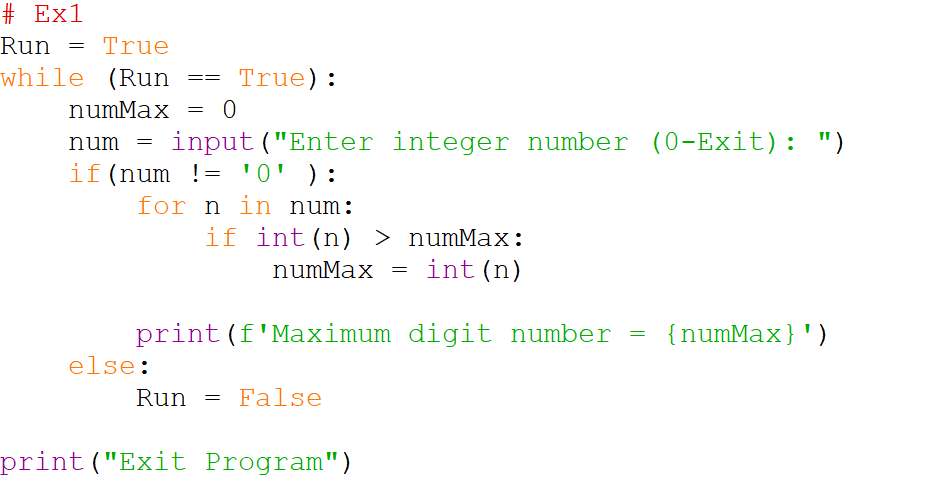 # Ex1
Run = True
while (Run == True):
    numMax = 0
    num = input("Enter integer number (0-Exit): ")
    if(num != '0' ):
        for n in num:
            if int(n) > numMax:
                numMax = int(n)

        print(f'Maximum digit number = {numMax}')
    else:
        Run = False

print("Exit Program")